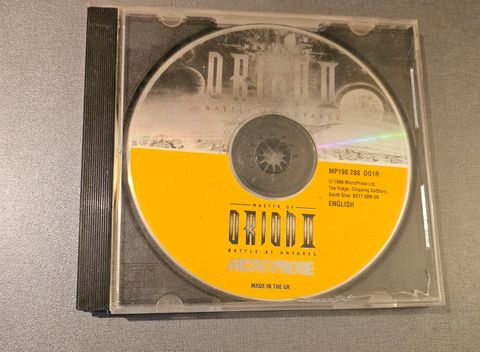 ORION II
BATTLE AT ANTARES
MP190 288 DO1R
© 1996 MicroProse Ltd.
The Ridge, Chipping Sodbury,
South Glos BS17 6BN UK
ENGLISH
MASTER OF
ORION II
BATTLE AT ANTARES
MICROPROSE
MADE IN THE UK